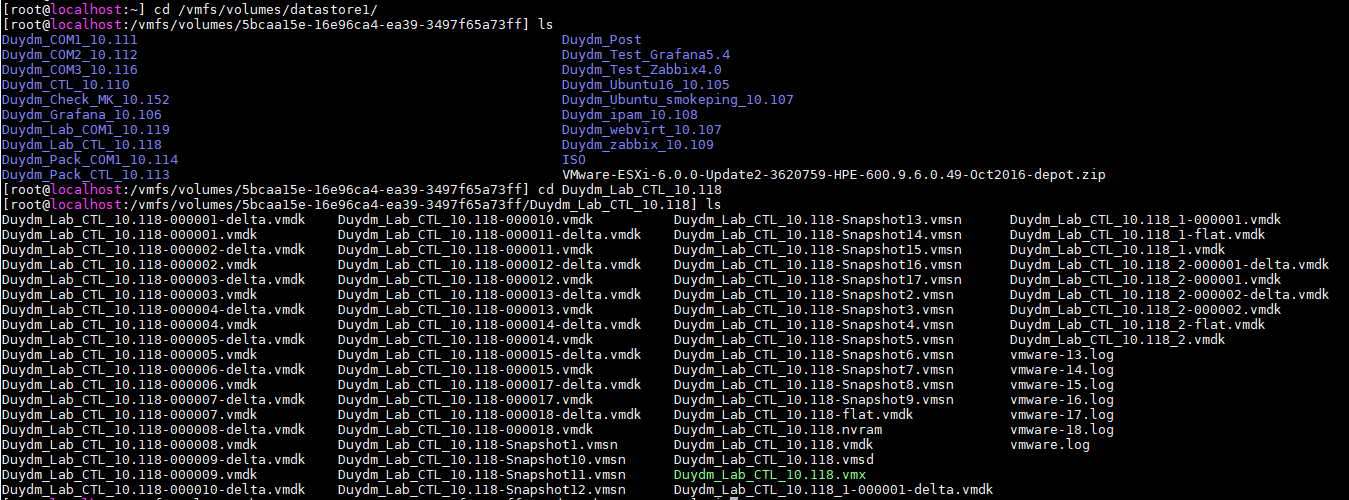 [root@localhost:~] cd /vmfs/volumes/datastore1/
[root@localhost:/vmfs/volumes/5bcaa15e-16e96ca4-ea39-3497f65a73ff] ls
Duydm_COM1_10.111 Duydm_Post
Duydm_COM2_10.112 Duydm_Test_Grafana5.4
Duydm_COM3_10.116 Duydm_Test_Zabbix4.0
Duydm_CTL_10.110 Duydm_Ubuntu16_10.105
Duydm_Check_MK_10.152 Duydm_Ubuntu_smokeping_10.107
Duydm_Grafana_10.106 Duydm_ipam_10.108
Duydm_Lab_COM1_10.119 Duydm_webvirt_10.107
Duydm_Lab_CTL_10.118 Duydm_zabbix_10.109
Duydm_Pack_COM1_10.114 ISO
Duydm_Pack_CTL_10.113 VMware-ESXi-6.0.0-Update2-3620759-HPE-600.9.6.0.49-Oct2016-depot.zip
[root@localhost:/vmfs/volumes/5bcaa15e-16e96ca4-ea39-3497f65a73ff] cd Duydm_Lab_CTL_10.118
[root@localhost:/vmfs/volumes/5bcaa15e-16e96ca4-ea39-3497f65a73ff/Duydm_Lab_CTL_10.118] ls
Duydm_Lab_CTL_10.118-000001-delta.vmdk Duydm_Lab_CTL_10.118-000010.vmdk Duydm_Lab_CTL_10.118-Snapshot13.vmsn Duydm_Lab_CTL_10.118_1-000001.vmdk
Duydm_Lab_CTL_10.118-000001.vmdk Duydm_Lab_CTL_10.118-000011-delta.vmdk Duydm_Lab_CTL_10.118-Snapshot14.vmsn Duydm_Lab_CTL_10.118_1-flat.vmdk
Duydm_Lab_CTL_10.118-000002-delta.vmdk Duydm_Lab_CTL_10.118-000011.vmdk Duydm_Lab_CTL_10.118-Snapshot15.vmsn Duydm_Lab_CTL_10.118_1.vmdk
Duydm_Lab_CTL_10.118-000002.vmdk Duydm_Lab_CTL_10.118-000012-delta.vmdk Duydm_Lab_CTL_10.118-Snapshot16.vmsn Duydm_Lab_CTL_10.118_2-000001-delta.vmdk
Duydm_Lab_CTL_10.118-000003-delta.vmdk Duydm_Lab_CTL_10.118-000012.vmdk Duydm_Lab_CTL_10.118-Snapshot17.vmsn Duydm_Lab_CTL_10.118_2-000001.vmdk
Duydm_Lab_CTL_10.118-000003.vmdk Duydm_Lab_CTL_10.118-000013-delta.vmdk Duydm_Lab_CTL_10.118-Snapshot2.vmsn Duydm_Lab_CTL_10.118_2-000002-delta.vmdk
Duydm_Lab_CTL_10.118-000004-delta.vmdk Duydm_Lab_CTL_10.118-000013.vmdk Duydm_Lab_CTL_10.118-Snapshot3.vmsn Duydm_Lab_CTL_10.118_2-000002.vmdk
Duydm_Lab_CTL_10.118-000004.vmdk Duydm_Lab_CTL_10.118-000014-delta.vmdk Duydm_Lab_CTL_10.118-Snapshot4.vmsn Duydm_Lab_CTL_10.118_2-flat.vmdk
Duydm_Lab_CTL_10.118-000005-delta.vmdk Duydm_Lab_CTL_10.118-000014.vmdk Duydm_Lab_CTL_10.118-Snapshot5.vmsn Duydm_Lab_CTL_10.118_2.vmdk
Duydm_Lab_CTL_10.118-000005.vmdk Duydm_Lab_CTL_10.118-000015-delta.vmdk Duydm_Lab_CTL_10.118-Snapshot6.vmsn vmware-13.log
Duydm_Lab_CTL_10.118-000006-delta.vmdk Duydm_Lab_CTL_10.118-000015.vmdk Duydm_Lab_CTL_10.118-Snapshot7.vmsn vmware-14.log
Duydm_Lab_CTL_10.118-000006.vmdk Duydm_Lab_CTL_10.118-000017-delta.vmdk Duydm_Lab_CTL_10.118-Snapshot8.vmsn vmware-15.log
Duydm_Lab_CTL_10.118-000007-delta.vmdk Duydm_Lab_CTL_10.118-000017.vmdk Duydm_Lab_CTL_10.118-Snapshot9.vmsn vmware-16.log
Duydm_Lab_CTL_10.118-000007.vmdk Duydm_Lab_CTL_10.118-000018-delta.vmdk Duydm_Lab_CTL_10.118-flat.vmdk vmware-17.log
Duydm_Lab_CTL_10.118-000008-delta.vmdk Duydm_Lab_CTL_10.118-000018.vmdk Duydm_Lab_CTL_10.118.nvram vmware-18.log
Duydm_Lab_CTL_10.118-000008.vmdk Duydm_Lab_CTL_10.118-Snapshot1.vmsn Duydm_Lab_CTL_10.118.vmdk vmware.log
Duydm_Lab_CTL_10.118-000009-delta.vmdk Duydm_Lab_CTL_10.118-Snapshot10.vmsn Duydm_Lab_CTL_10.118.vmsd
Duydm_Lab_CTL_10.118-000009.vmdk Duydm_Lab_CTL_10.118-Snapshot11.vmsn Duydm_Lab_CTL_10.118.vmx
Duydm_Lab_CTL_10.118-000010-delta.vmdk Duydm_Lab_CTL_10.118-Snapshot12.vmsn Duydm_Lab_CTL_10.118_1-000001-delta.vmdk